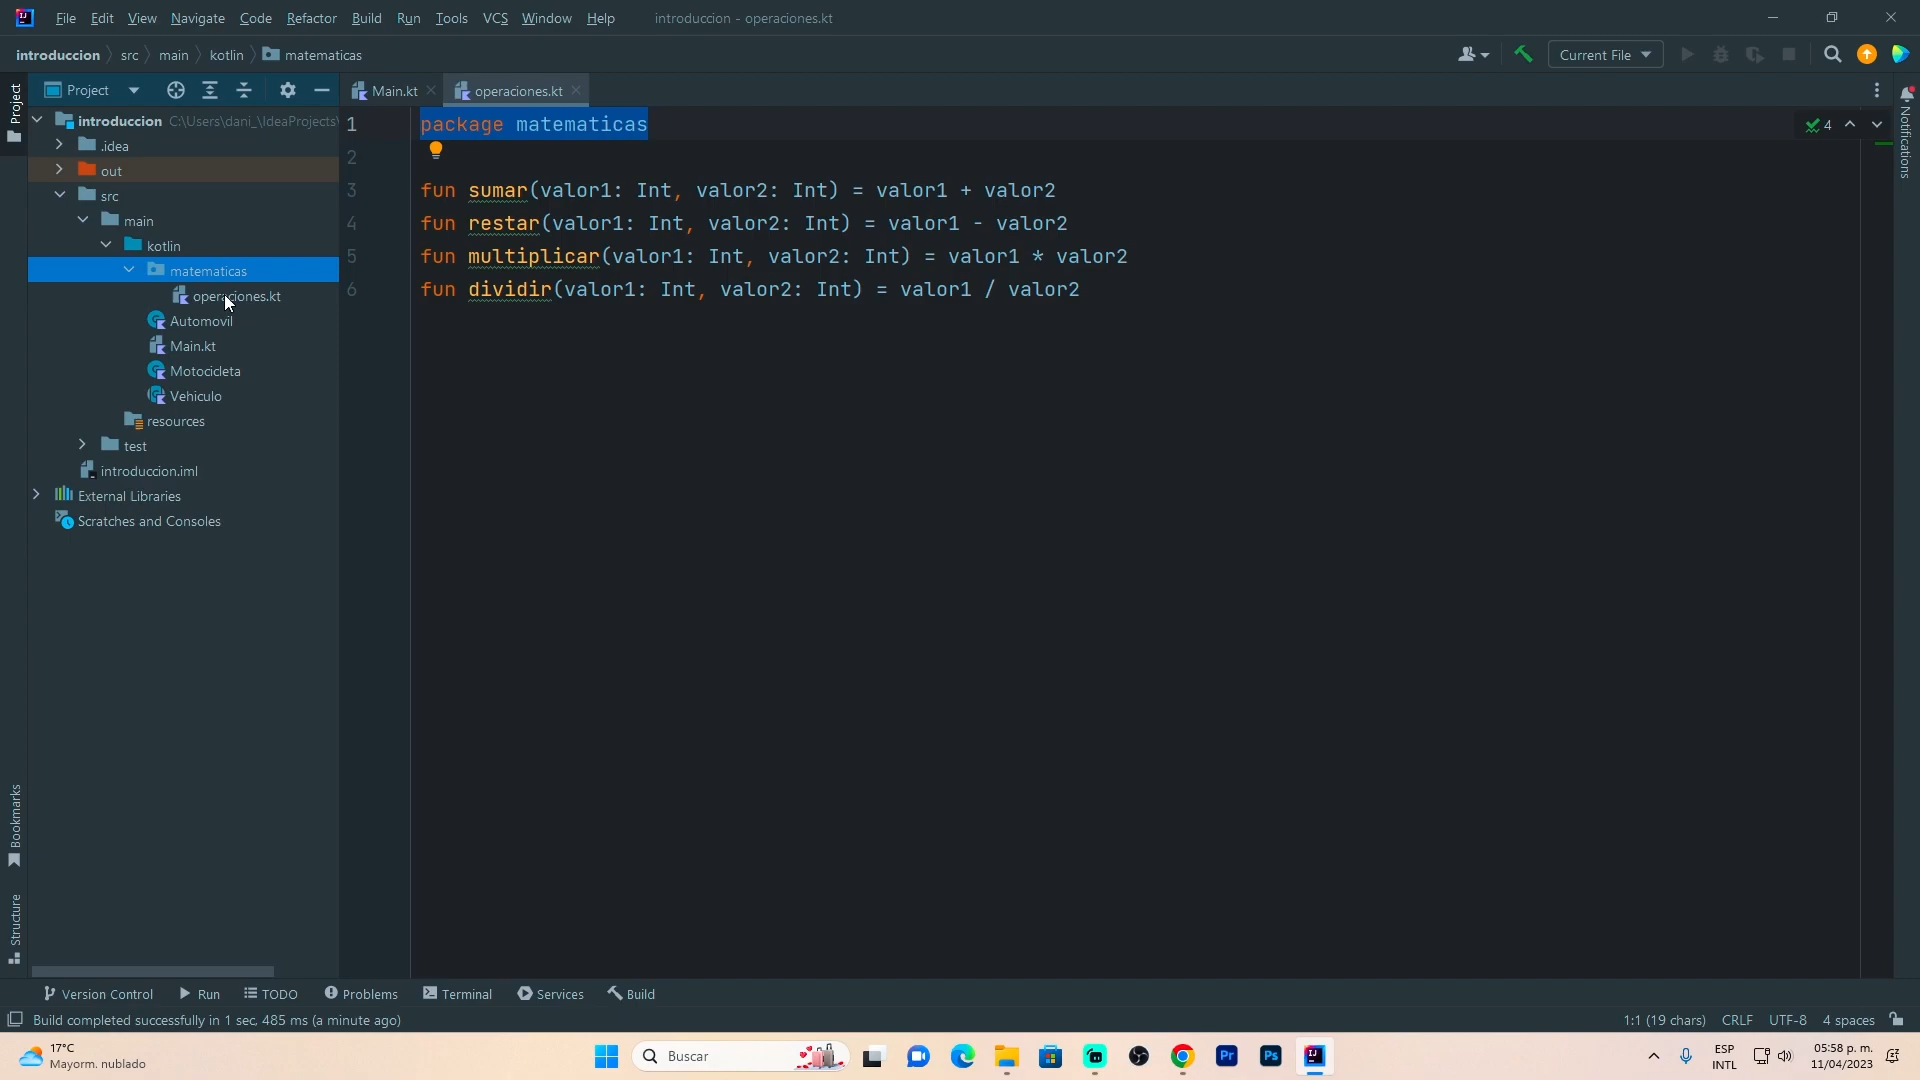 File Edit View Navigate Code Refactor Build Run Tools VCS Window Help introduccion - operaciones.kt
introduccion src main kotlin matematicas Current File
Project Main.kt operaciones.kt
Project
introduccion C:\Users\dani_\IdeaProjects\
.idea
out
src
main
kotlin
matematicas
operaciones.kt
Automovil
Main.kt
Motocicleta
Vehiculo
resources
test
introduccion.iml
External Libraries
Scratches and Consoles
1 package matematicas
2
3 fun sumar(valor1: Int, valor2: Int) = valor1 + valor2
4 fun restar(valor1: Int, valor2: Int) = valor1 - valor2
5 fun multiplicar(valor1: Int, valor2: Int) = valor1 * valor2
6 fun dividir(valor1: Int, valor2: Int) = valor1 / valor2
4
Notifications
Bookmarks
Structure
Version Control Run TODO Problems Terminal Services Build
Build completed successfully in 1 sec, 485 ms (a minute ago) 1:1 (19 chars) CRLF UTF-8 4 spaces
17°C
Mayorm. nublado
Buscar
Pr Ps
ESP
INTL
05:58 p. m.
11/04/2023